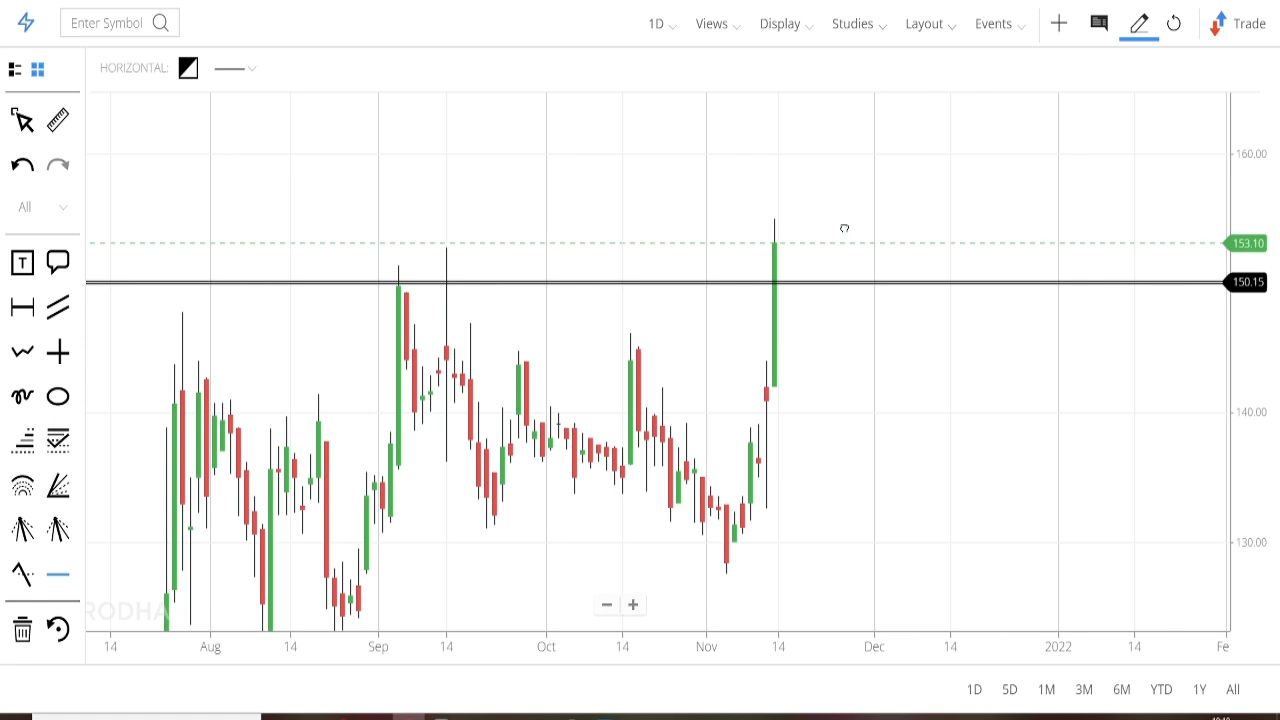 Enter Symbol 1D Views Display Studies Layout Events Trade
HORIZONTAL:
All
T
160.00
153.10
150.15
140.00
130.00
RODHA
14 Aug 14 Sep 14 Oct 14 Nov 14 Dec 14 2022 14 Fe
1D 5D 1M 3M 6M YTD 1Y All